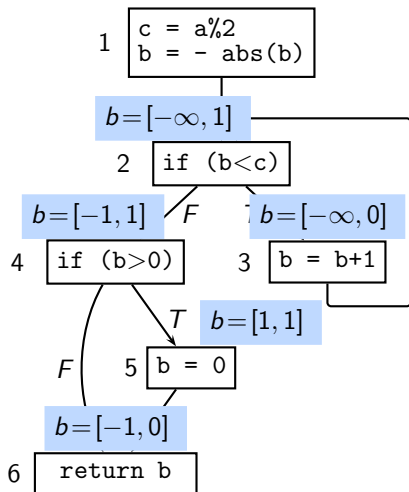 1
c = a%2
b = - abs(b)
b=[−∞, 1]
2
if (b<c)
F
b=[−1, 1]
b=[−∞, 0]
4
if (b>0)
3
b = b+1
T
b=[1, 1]
F
5
b = 0
b=[−1, 0]
6
return b